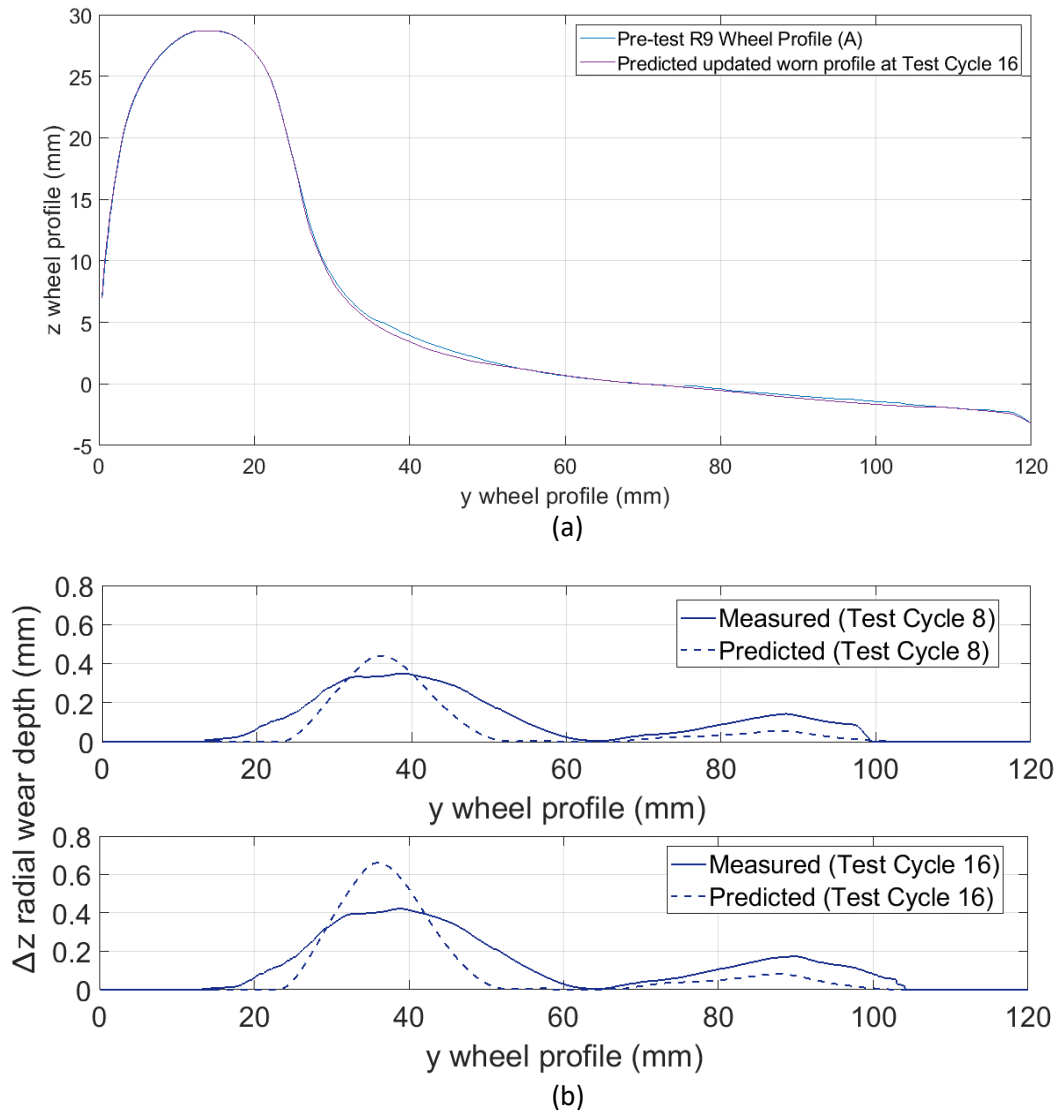 30
25
20
15
10
5
0
-5
z wheel profile (mm)
Pre-test R9 Wheel Profile (A)
Predicted updated worn profile at Test Cycle 16
0 20 40 60 80 100 120
y wheel profile (mm)
(a)
Δz radial wear depth (mm)
0.8
0.6
0.4
0.2
0
Measured (Test Cycle 8)
Predicted (Test Cycle 8)
0 20 40 60 80 100 120
y wheel profile (mm)
0.8
0.6
0.4
0.2
0
Measured (Test Cycle 16)
Predicted (Test Cycle 16)
0 20 40 60 80 100 120
y wheel profile (mm)
(b)